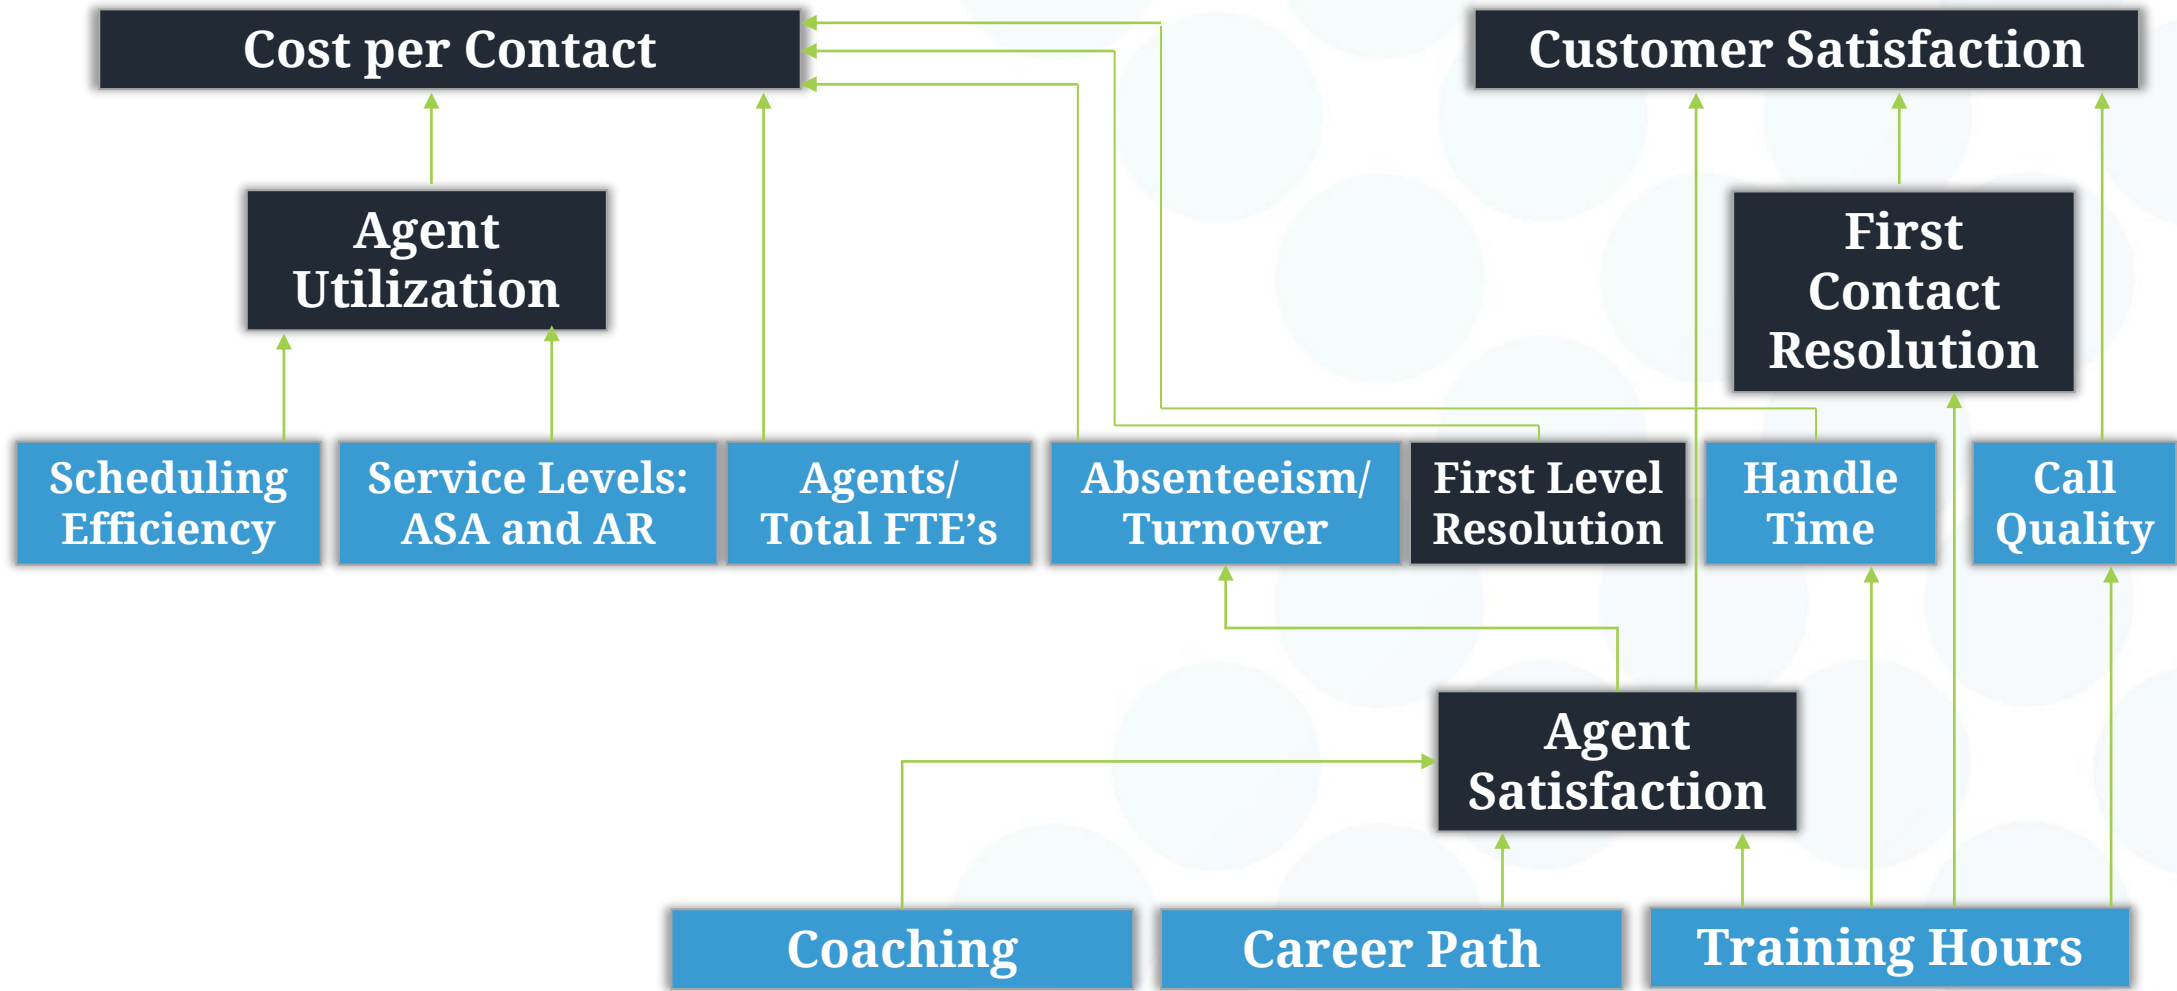 Cost per Contact
Customer Satisfaction
Agent
Utilization
First
Contact
Resolution
Scheduling
Efficiency
Service Levels:
ASA and AR
Agents/
Total FTE’s
Absenteeism/
Turnover
First Level
Resolution
Handle
Time
Call
Quality
Agent
Satisfaction
Coaching
Career Path
Training Hours